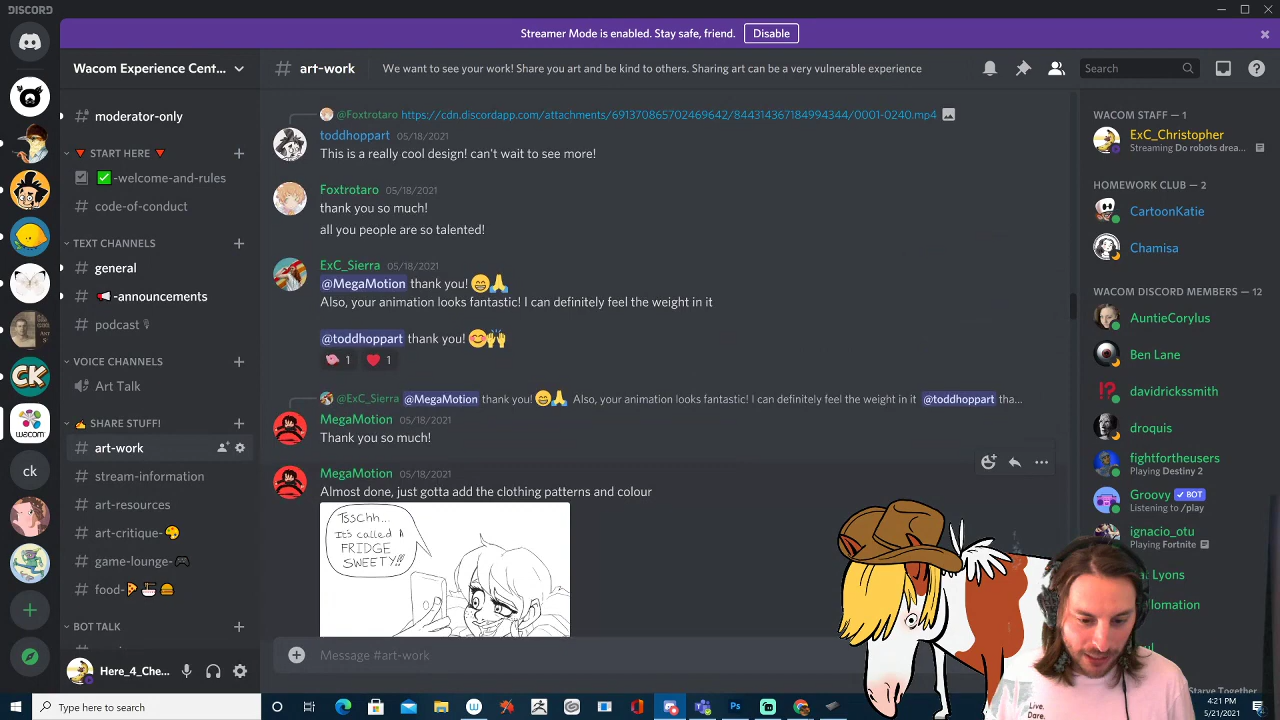 DISCORD
Streamer Mode is enabled. Stay safe, friend.
Disable
Wacom Experience Cent...
art-work
We want to see your work! Share you art and be kind to others. Sharing art can be a very vulnerable experience
Search
moderator-only
START HERE
-welcome-and-rules
code-of-conduct
TEXT CHANNELS
general
-announcements
podcast
VOICE CHANNELS
Art Talk
SHARE STUFF!
art-work
stream-information
art-resources
art-critique-
game-lounge-
food-
BOT TALK
CK
wacom
ck
Here_4_Che...
@Foxtrotaro https://cdn.discordapp.com/attachments/691370865702469642/844314367184994344/0001-0240.mp4
toddhoppart 05/18/2021
This is a really cool design! can't wait to see more!
Foxtrotaro 05/18/2021
thank you so much!
all you people are so talented!
ExC_Sierra 05/18/2021
@MegaMotion thank you!
Also, your animation looks fantastic! I can definitely feel the weight in it
@toddhoppart thank you!
1 1
@ExC_Sierra @MegaMotion thank you! Also, your animation looks fantastic! I can definitely feel the weight in it @toddhoppart tha...
MegaMotion 05/18/2021
Thank you so much!
MegaMotion 05/18/2021
Almost done, just gotta add the clothing patterns and colour
Tsschh...
It's called A
FRIDGE
SWEETY!!!
Message #art-work
WACOM STAFF — 1
ExC_Christopher
Streaming Do robots drea...
HOMEWORK CLUB — 2
CartoonKatie
Chamisa
WACOM DISCORD MEMBERS — 12
AuntieCorylus
Ben Lane
davidrickssmith
droquis
fightfortheusers
Playing Destiny 2
Groovy BOT
Listening to /play
ignacio_otu
Playing Fortnite
Lyons
lomation
Starve Together
Live.
Dare.
Type here to search
4:21 PM
5/21/2021